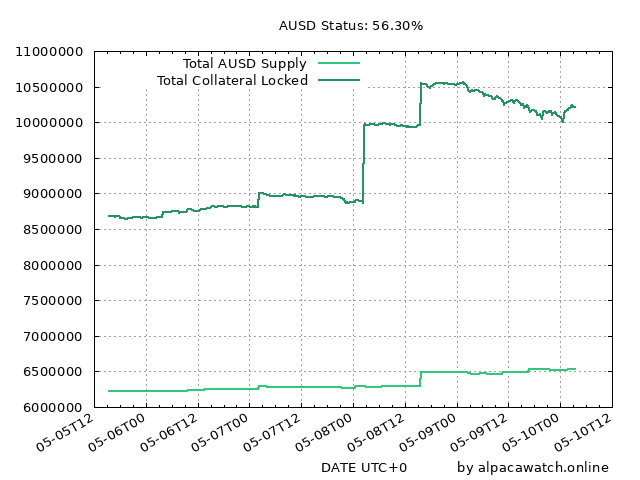 AUSD Status: 56.30%
Total AUSD Supply
Total Collateral Locked
11000000
10500000
10000000
9500000
9000000
8500000
8000000
7500000
7000000
6500000
6000000
05-05T12
05-06T00
05-06T12
05-07T00
05-07T12
05-08T00
05-08T12
05-09T00
05-09T12
05-10T00
05-10T12
DATE UTC+0
by alpacawatch.online